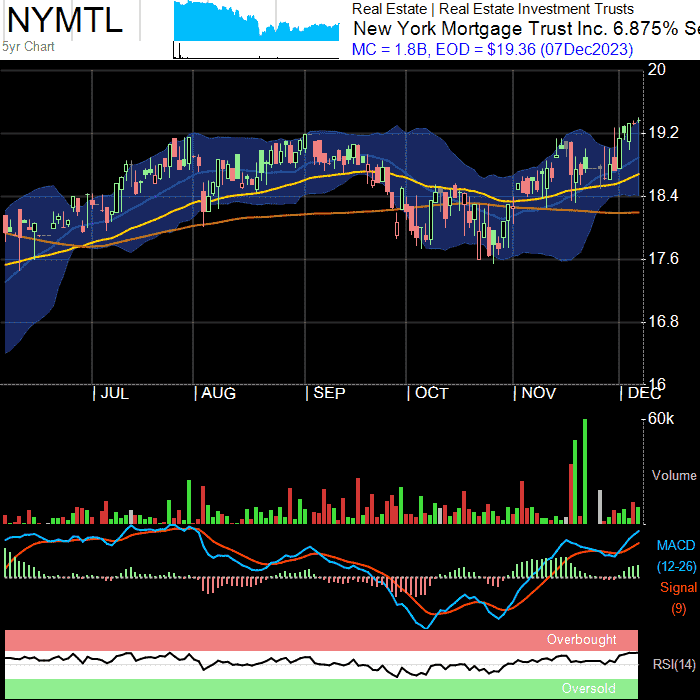 NYMTL
5yr Chart
Real Estate | Real Estate Investment Trusts
New York Mortgage Trust Inc. 6.875% Se
MC = 1.8B, EOD = $19.36 (07Dec2023)
20
19.2
18.4
17.6
16.8
16
JUL AUG SEP OCT NOV DEC
60k
Volume
MACD
(12-26)
Signal
(9)
Overbought
RSI(14)
Oversold